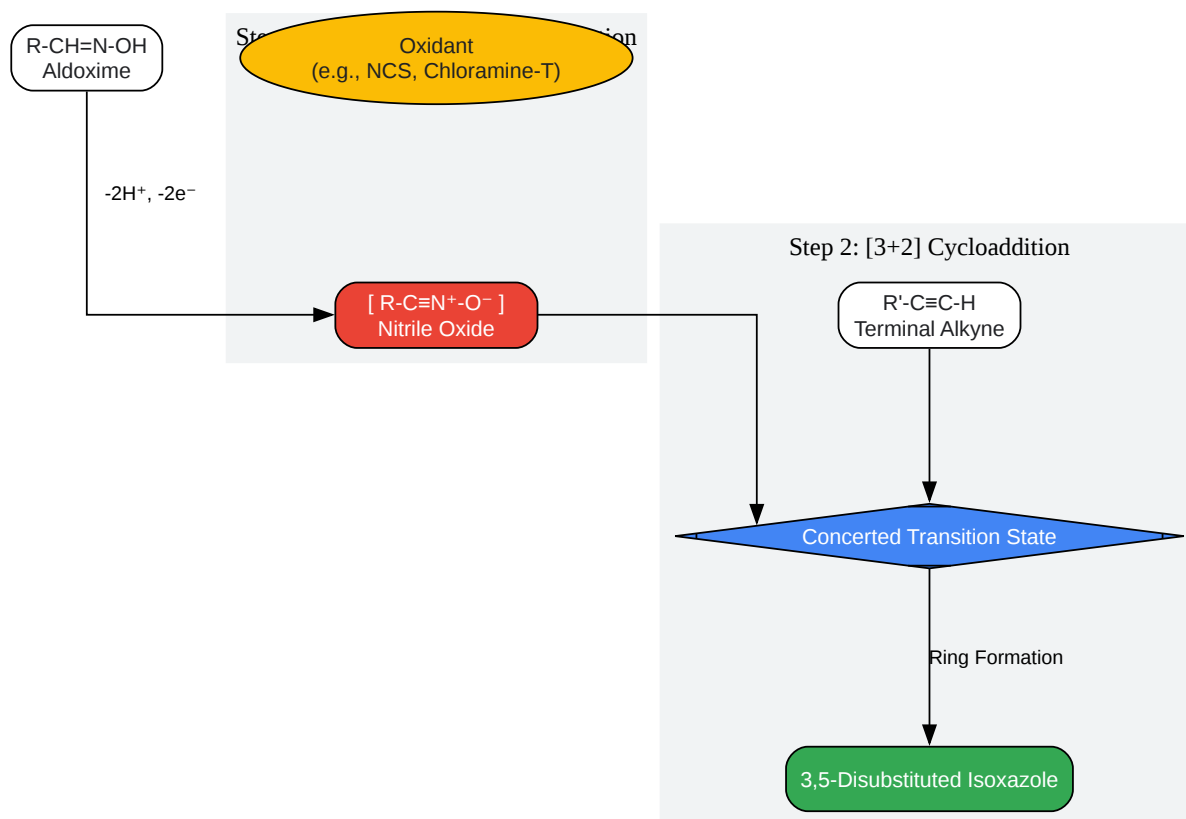 R-CH=N-OH
Aldoxime
Oxidant
(e.g., NCS, Chloramine-T)
-2H⁺, -2e⁻
[ R-C≡N⁺-O⁻ ]
Nitrile Oxide
Step 2: [3+2] Cycloaddition
R'-C≡C-H
Terminal Alkyne
Concerted Transition State
Ring Formation
3,5-Disubstituted Isoxazole